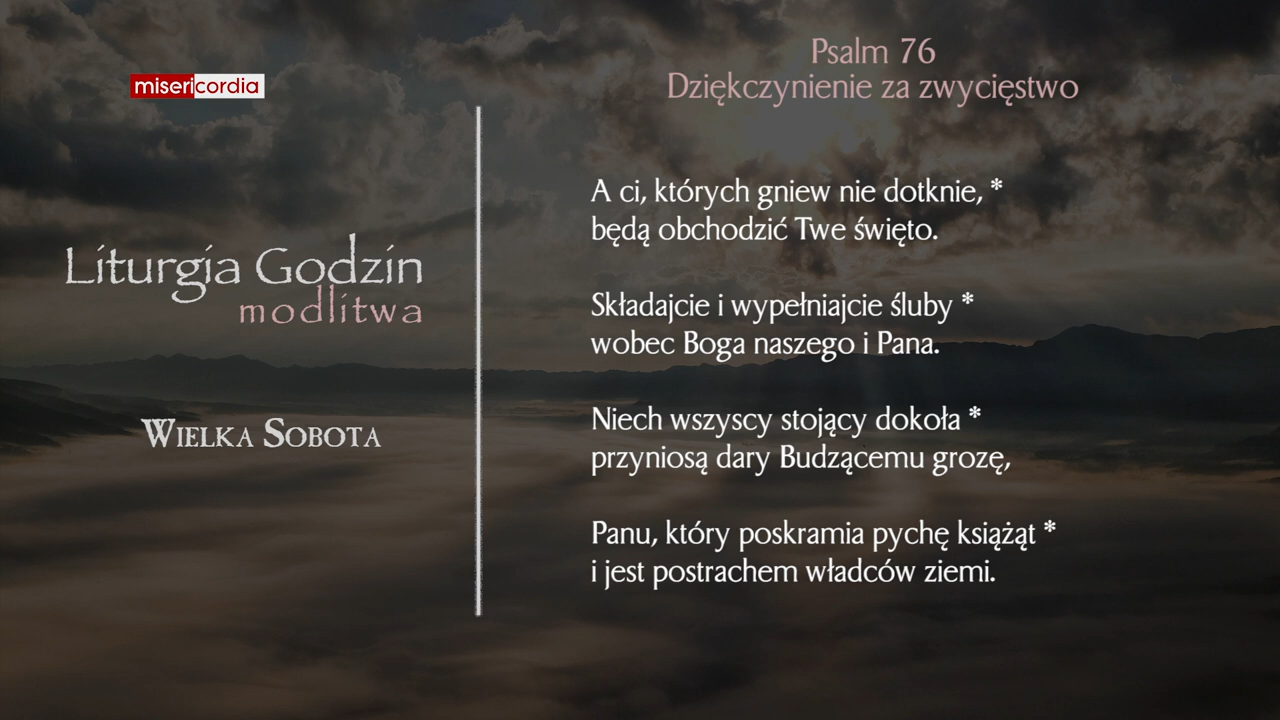 misericordia
Liturgia Godzin
modlitwa
Wielka Sobota
Psalm 76
Dziękczynienie za zwycięstwo
A ci, których gniew nie dotknie, *
będą obchodzić Twe święto.
Składajcie i wypełniajcie śluby *
wobec Boga naszego i Pana.
Niech wszyscy stojący dokoła *
przyniosą dary Budzącemu grozę,
Panu, który poskramia pychę książąt *
i jest postrachem władców ziemi.